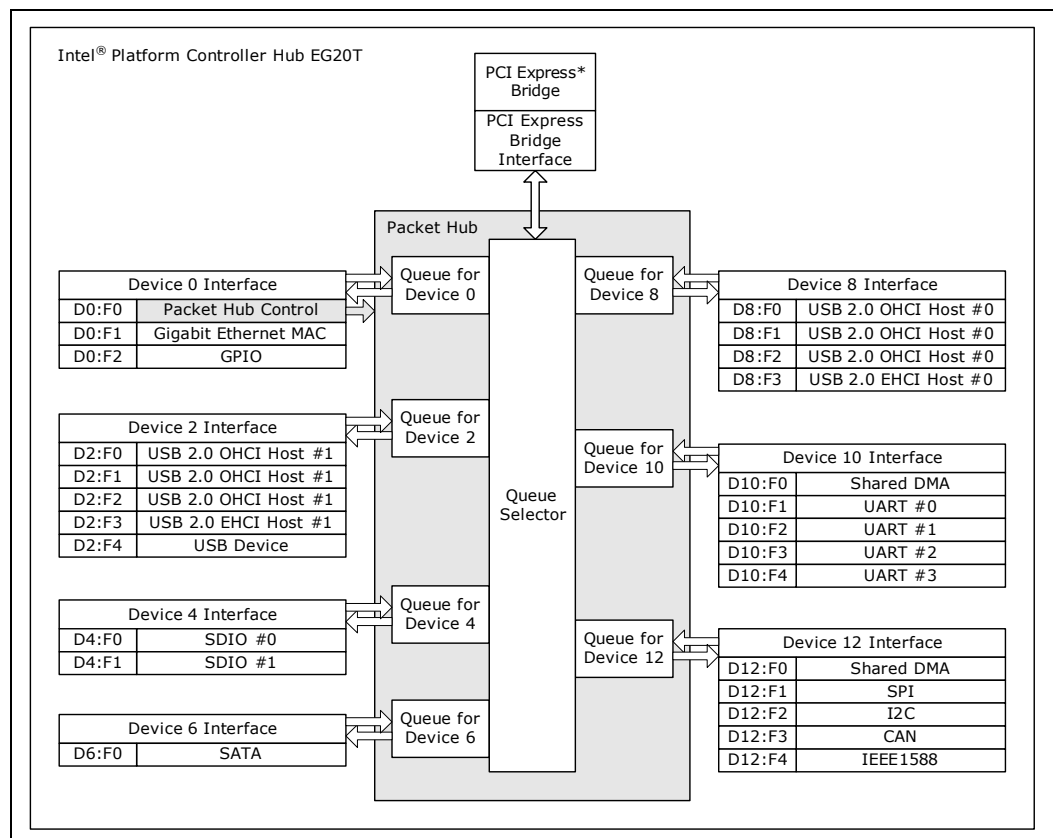 Intel® Platform Controller Hub EG20T
PCI Express*
Bridge
PCI Express
Bridge
Interface
Packet Hub
Queue for
Device 0
Queue for
Device 8
Device 0 Interface
D0:F0 Packet Hub Control
D0:F1 Gigabit Ethernet MAC
D0:F2 GPIO
Device 8 Interface
D8:F0 USB 2.0 OHCI Host #0
D8:F1 USB 2.0 OHCI Host #0
D8:F2 USB 2.0 OHCI Host #0
D8:F3 USB 2.0 EHCI Host #0
Queue for
Device 2
Device 2 Interface
D2:F0 USB 2.0 OHCI Host #1
D2:F1 USB 2.0 OHCI Host #1
D2:F2 USB 2.0 OHCI Host #1
D2:F3 USB 2.0 EHCI Host #1
D2:F4 USB Device
Queue
Selector
Queue for
Device 10
Device 10 Interface
D10:F0 Shared DMA
D10:F1 UART #0
D10:F2 UART #1
D10:F3 UART #2
D10:F4 UART #3
Queue for
Device 4
Device 4 Interface
D4:F0 SDIO #0
D4:F1 SDIO #1
Queue for
Device 12
Device 12 Interface
D12:F0 Shared DMA
D12:F1 SPI
D12:F2 I2C
D12:F3 CAN
D12:F4 IEEE1588
Queue for
Device 6
Device 6 Interface
D6:F0 SATA